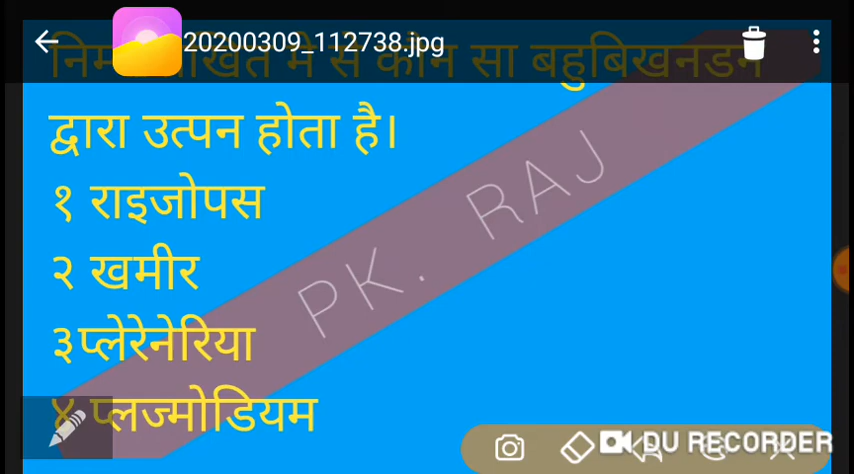 20200309_112738.jpg
निम्नलिखित में से कौन सा बहुबिखनडन
द्वारा उत्पन होता है।
१ राइजोपस
२ खमीर
३प्लेरेनेरिया
४ प्लज्मोडियम
PK. RAJ
DU RECORDER